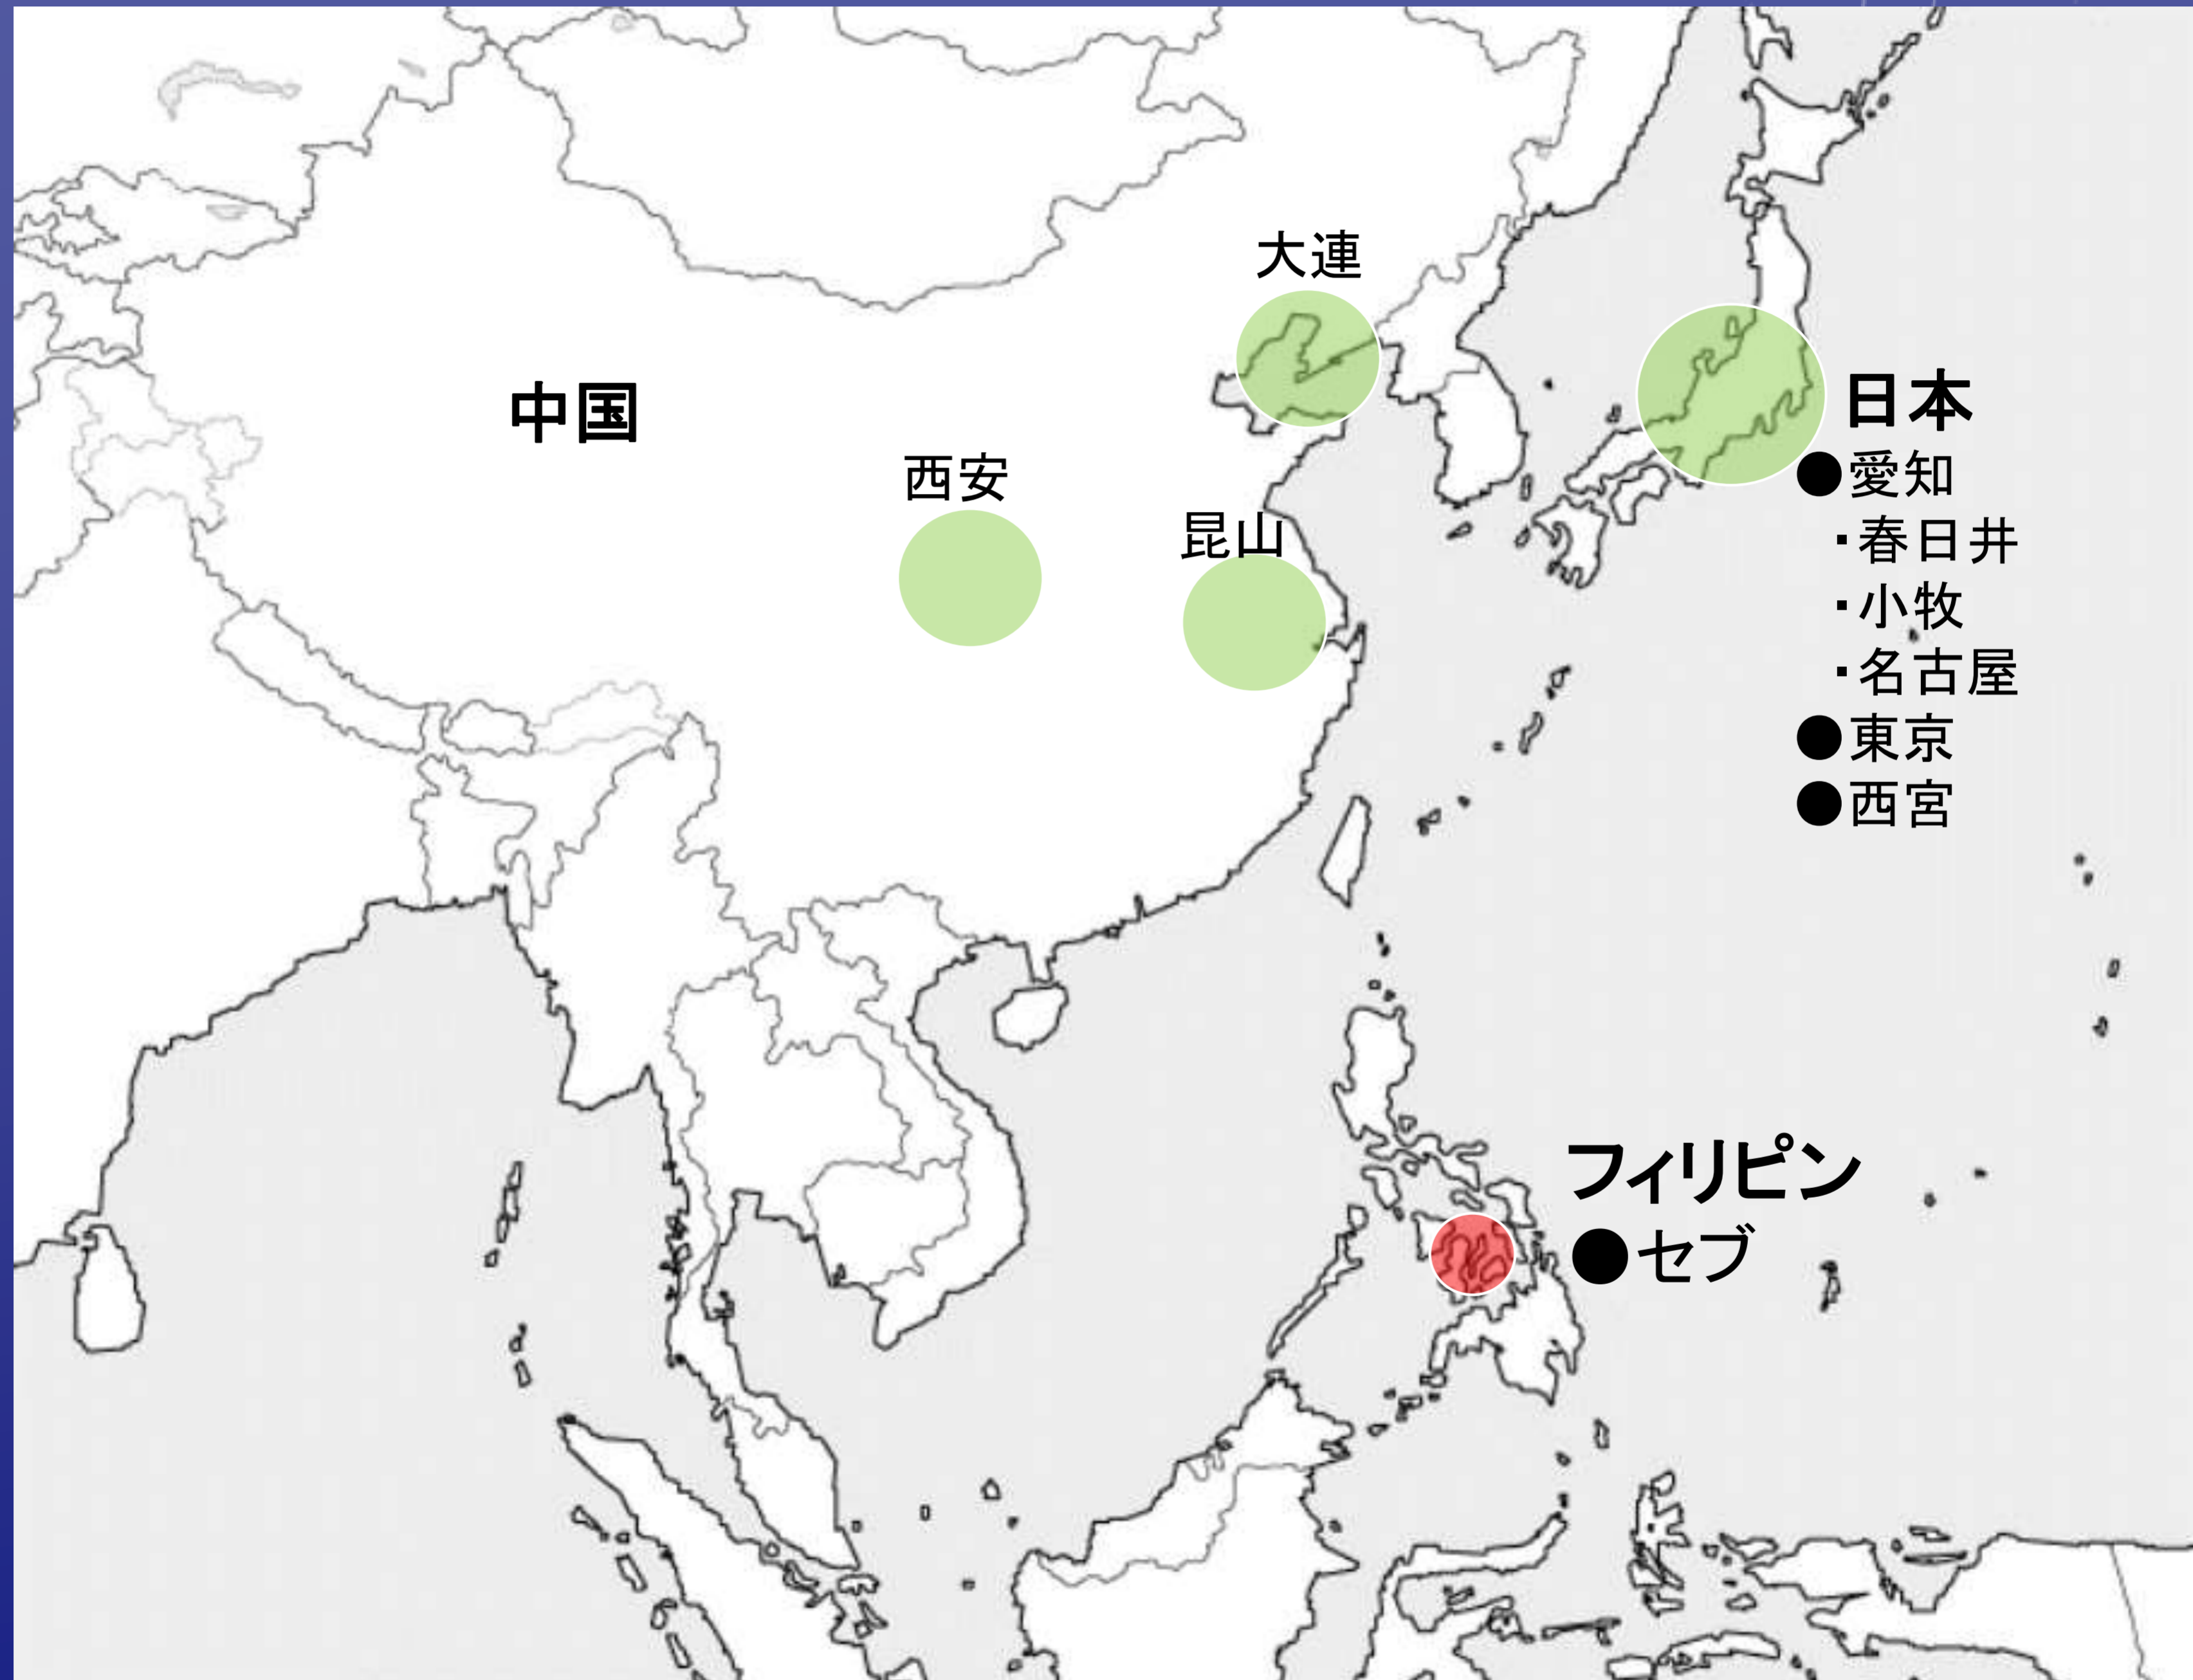 大連
中国
西安
昆山
日本
●愛知
・春日井
・小牧
・名古屋
●東京
●西宮
フィリピン
●セブ